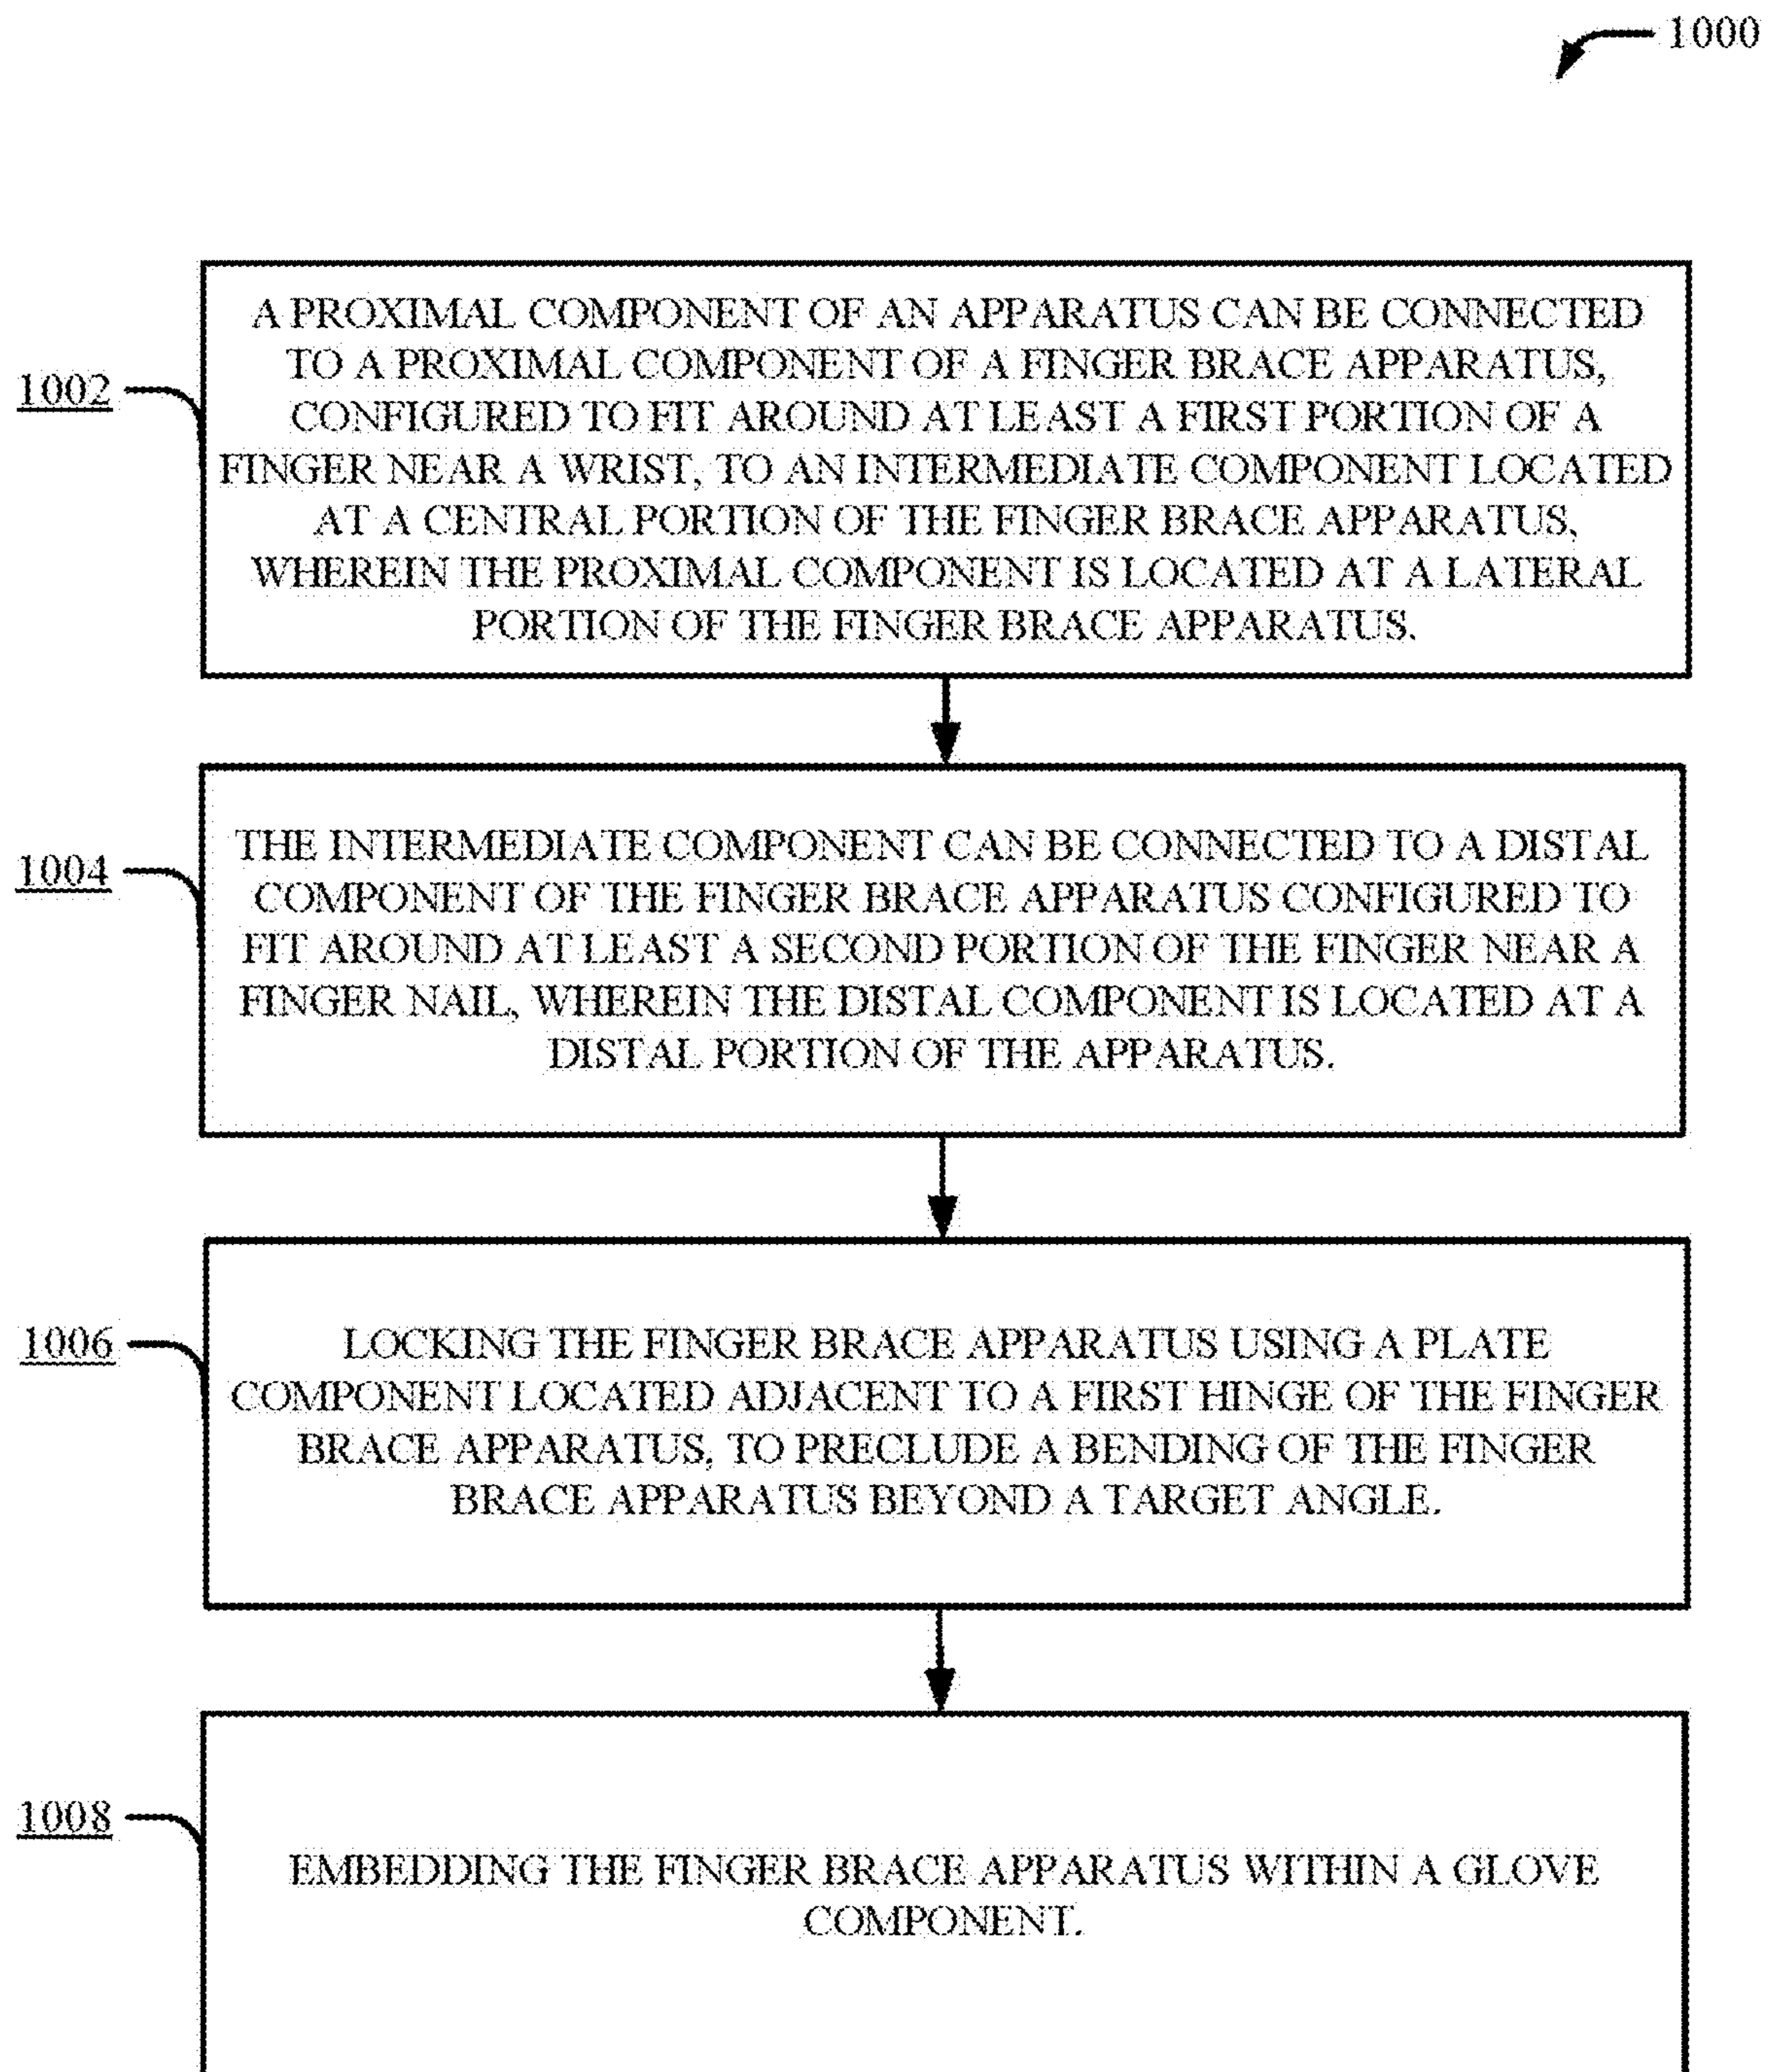 1000
A PROXIMAL COMPONENT OF AN APPARATUS CAN BE CONNECTED
TO A PROXIMAL COMPONENT OF A FINGER BRACE APPARATUS,
CONFIGURED TO FIT AROUND AT LEAST A FIRST PORTION OF A
FINGER NEAR A WRIST, TO AN INTERMEDIATE COMPONENT LOCATED
AT A CENTRAL PORTION OF THE FINGER BRACE APPARATUS,
WHEREIN THE PROXIMAL COMPONENT IS LOCATED AT A LATERAL
PORTION OF THE FINGER BRACE APPARATUS.
1002
THE INTERMEDIATE COMPONENT CAN BE CONNECTED TO A DISTAL
COMPONENT OF THE FINGER BRACE APPARATUS CONFIGURED TO
FIT AROUND AT LEAST A SECOND PORTION OF THE FINGER NEAR A
FINGER NAIL, WHEREIN THE DISTAL COMPONENT IS LOCATED AT A
DISTAL PORTION OF THE APPARATUS.
1004
LOCKING THE FINGER BRACE APPARATUS USING A PLATE
COMPONENT LOCATED ADJACENT TO A FIRST HINGE OF THE FINGER
BRACE APPARATUS, TO PRECLUDE A BENDING OF THE FINGER
BRACE APPARATUS BEYOND A TARGET ANGLE.
1006
EMBEDDING THE FINGER BRACE APPARATUS WITHIN A GLOVE
COMPONENT.
1008